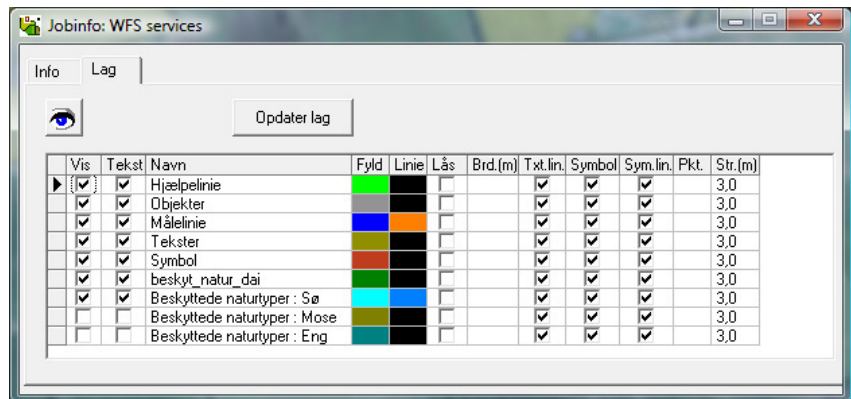 Jobinfo: WFS services
Info Lag
Opdater lag
Vis Tekst Navn Fyld Linie Lås Brd.(m) Txt.lin. Symbol Sym.lin. Pkt. Str.(m)
Hjælpelinie 3,0
Objekter 3,0
Målelinie 3,0
Tekster 3,0
Symbol 3,0
beskyt_natur_dai 3,0
Beskyttede naturtyper : Sø 3,0
Beskyttede naturtyper : Mose 3,0
Beskyttede naturtyper : Eng 3,0